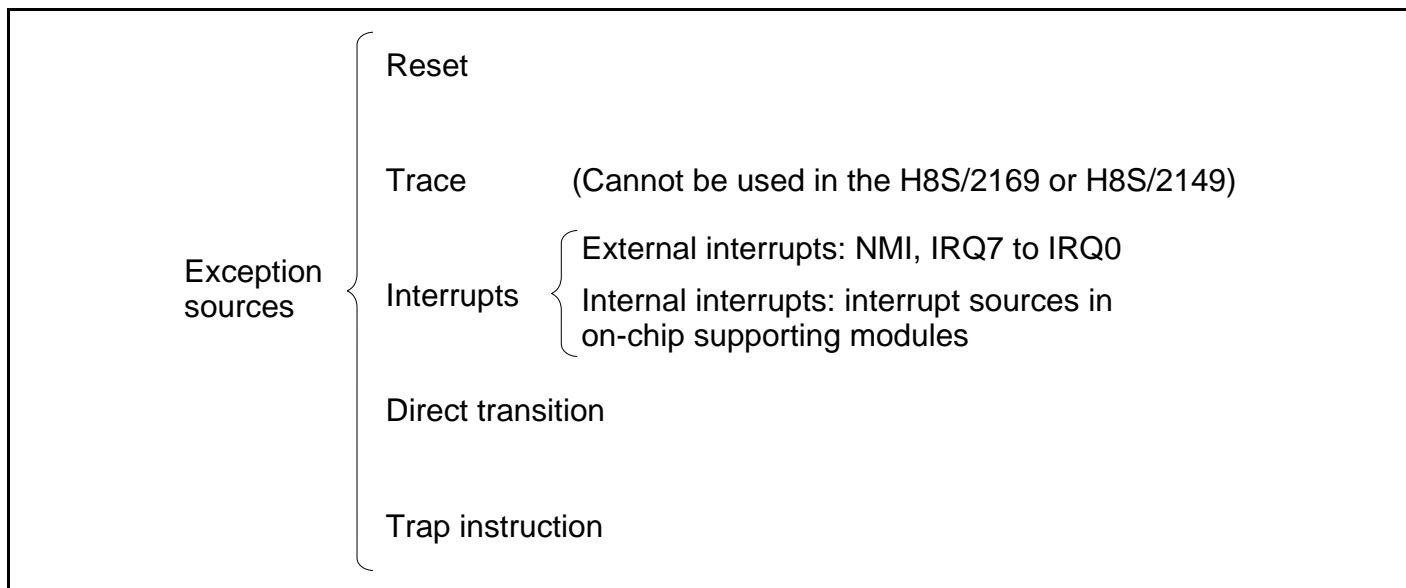 Reset
Trace (Cannot be used in the H8S/2169 or H8S/2149)
Exception
sources
Interrupts
External interrupts: NMI, IRQ7 to IRQ0
Internal interrupts: interrupt sources in
on-chip supporting modules
Direct transition
Trap instruction